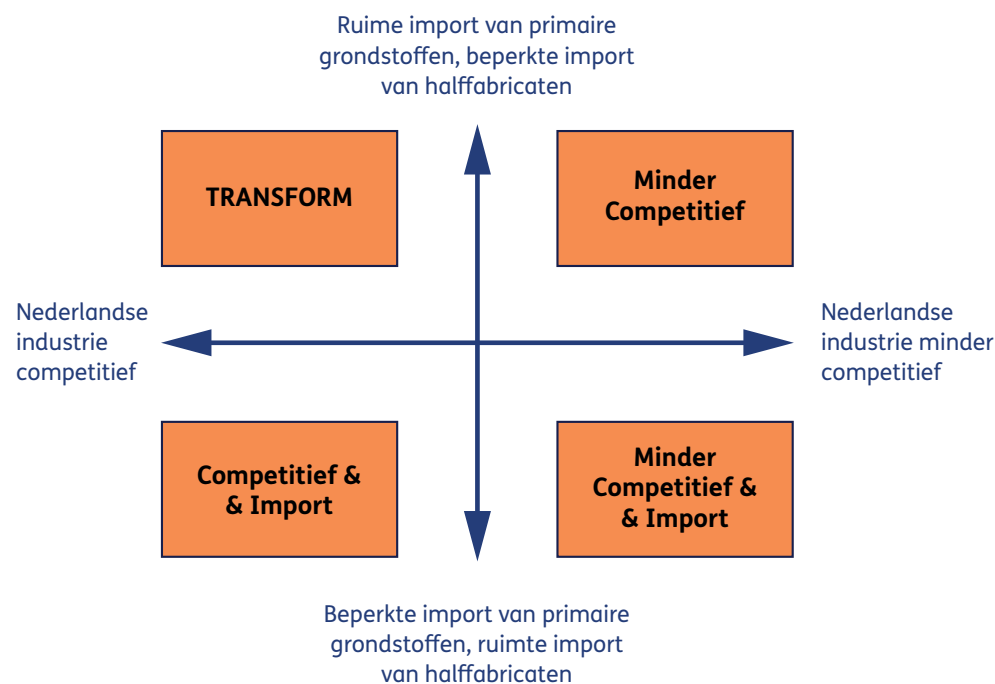 Ruime import van primaire
grondstoffen, beperkte import
van halffabricaten
TRANSFORM
Minder
Competitief
Nederlandse
industrie
competitief
Nederlandse
industrie minder
competitief
Competitief &
& Import
Minder
Competitief &
& Import
Beperkte import van primaire
grondstoffen, ruimte import
van halffabricaten